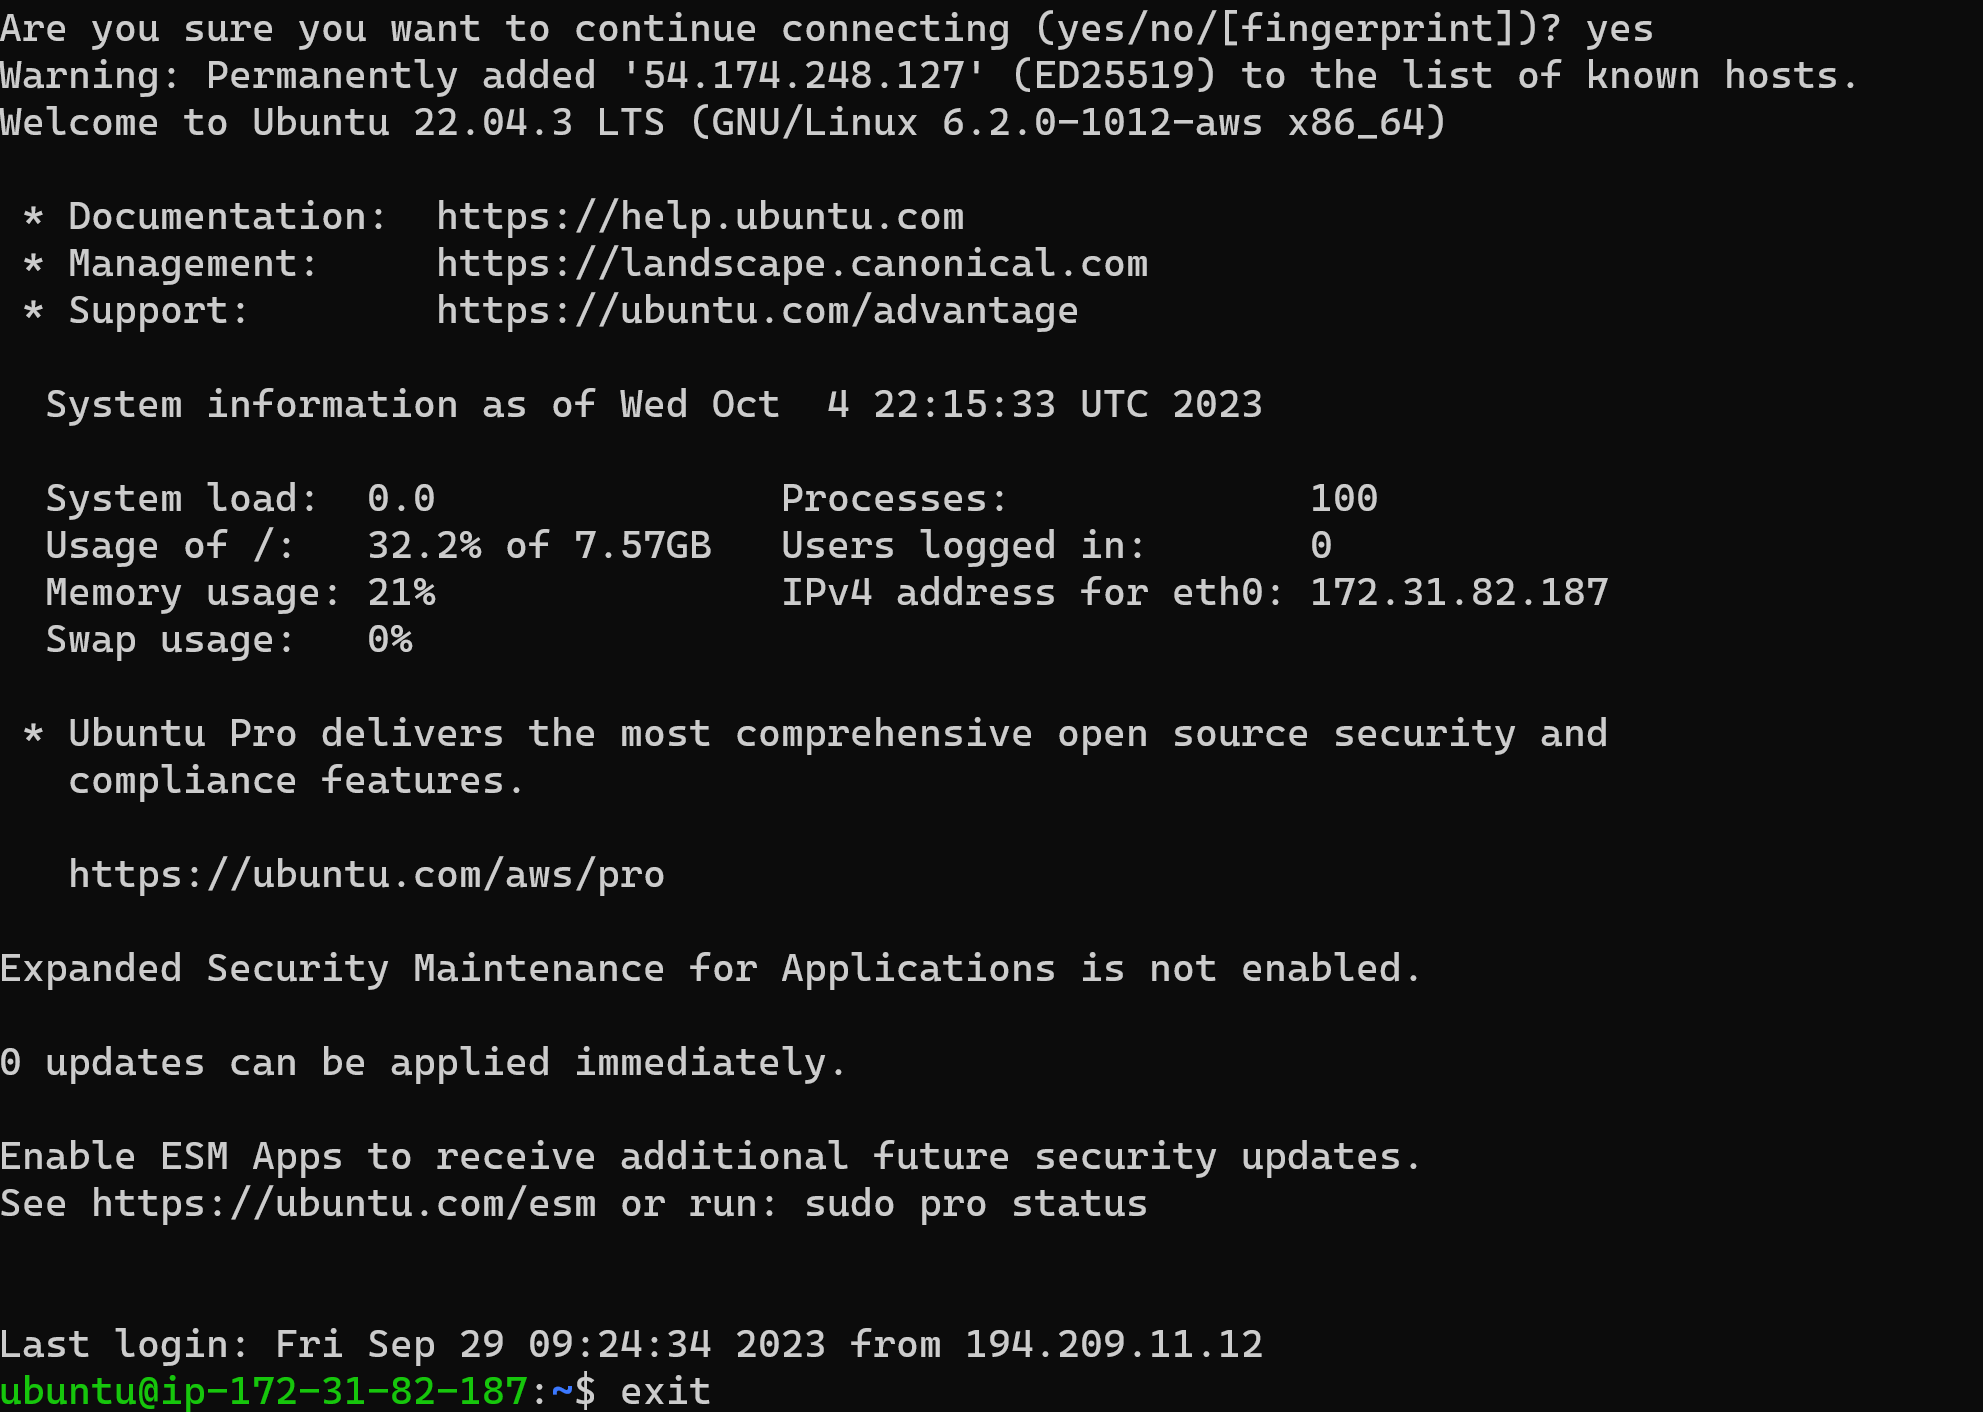 Are you sure you want to continue connecting (yes/no/[fingerprint])? yes
Warning: Permanently added '54.174.248.127' (ED25519) to the list of known hosts.
Welcome to Ubuntu 22.04.3 LTS (GNU/Linux 6.2.0-1012-aws x86_64)

 * Documentation:  https://help.ubuntu.com
 * Management:     https://landscape.canonical.com
 * Support:        https://ubuntu.com/advantage

  System information as of Wed Oct  4 22:15:33 UTC 2023

  System load:  0.0               Processes:             100
  Usage of /:   32.2% of 7.57GB   Users logged in:       0
  Memory usage: 21%               IPv4 address for eth0: 172.31.82.187
  Swap usage:   0%

 * Ubuntu Pro delivers the most comprehensive open source security and
   compliance features.

   https://ubuntu.com/aws/pro

Expanded Security Maintenance for Applications is not enabled.

0 updates can be applied immediately.

Enable ESM Apps to receive additional future security updates.
See https://ubuntu.com/esm or run: sudo pro status


Last login: Fri Sep 29 09:24:34 2023 from 194.209.11.12
ubuntu@ip-172-31-82-187:~$ exit